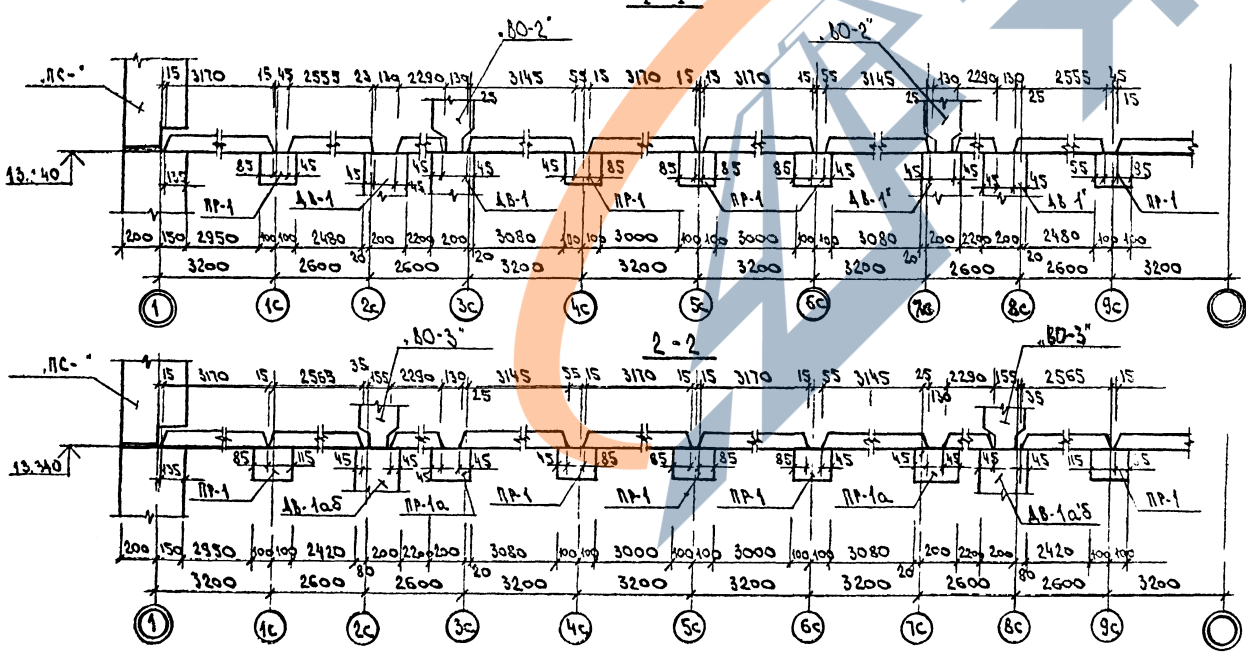 „ВО-2" „ВО-2"
„ПС-" 15 3170 15 45 2555 25 130 2290 130 3145 55 15 3170 15 15 3170 15 55 3145 130 2290 130 2555 15
25 25 25 15
135 85 45 45 45 45 45 85 85 85 85 45 45 45 45 55 85
ПР-1 ДВ-1 ДВ-1 ПР-1 ПР-1 ПР-1 ДВ-1" ДВ 1" ПР-1
200 150 2950 100 100 2480 200 2200 200 3080 100 100 3000 100 100 3000 100 100 3080 200 2200 200 2480 100 100
20 20 20 20
3200 2600 2600 3200 3200 3200 3200 2600 2600 3200
1 1с 2с 3с 4с 5с 6с 8с 9с
2-2
„ВО-3" „ВО-3"
„ПС-" 15 3170 15 2565 35 155 2290 130 3145 55 15 3170 15 15 3170 15 55 3145 25 2290 155 2565 15
25 130 35
13.340
135 85 115 45 45 45 45 45 85 85 85 85 45 45 45 45 45 115
ПР-1 ДВ-1аб ПР-1а ПР-1 ПР-1 ПР-1 ПР-1а ДВ-1а'б ПР-1
200 150 2950 100 100 2420 200 2200 200 3080 100 100 3000 100 100 3000 100 100 3080 200 2200 200 2420 100 100
80 20 20 80
3200 2600 2600 3200 3200 3200 3200 2600 2600 3200
1 1с 2с 3с 4с 5с 6с 7с 8с 9с